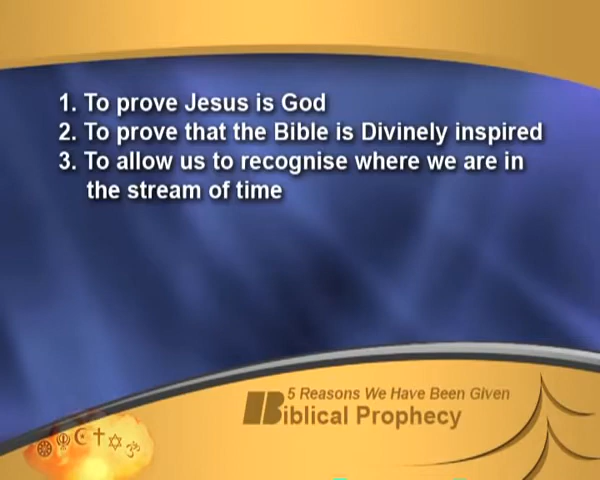 1. To prove Jesus is God
2. To prove that the Bible is Divinely inspired
3. To allow us to recognise where we are in
the stream of time
5 Reasons We Have Been Given
Biblical Prophecy